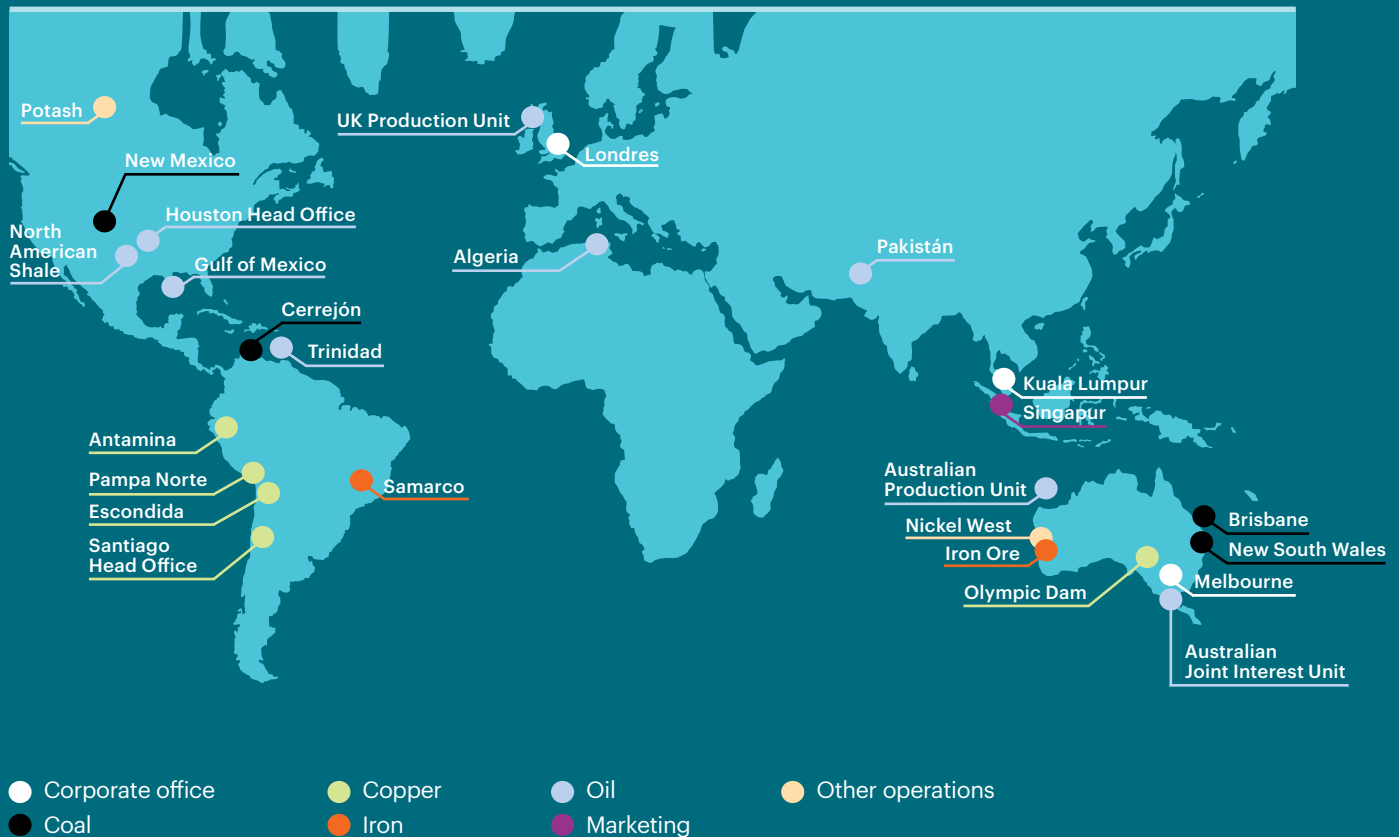 Potash
UK Production Unit
Londres
New Mexico
Houston Head Office
North
American
Shale
Gulf of Mexico
Algeria
Pakistán
Cerrejón
Trinidad
Kuala Lumpur
Singapur
Antamina
Pampa Norte
Escondida
Santiago
Head Office
Samarco
Australian
Production Unit
Nickel West
Iron Ore
Olympic Dam
Brisbane
New South Wales
Melbourne
Australian
Joint Interest Unit
Corporate office
Copper
Oil
Other operations
Coal
Iron
Marketing